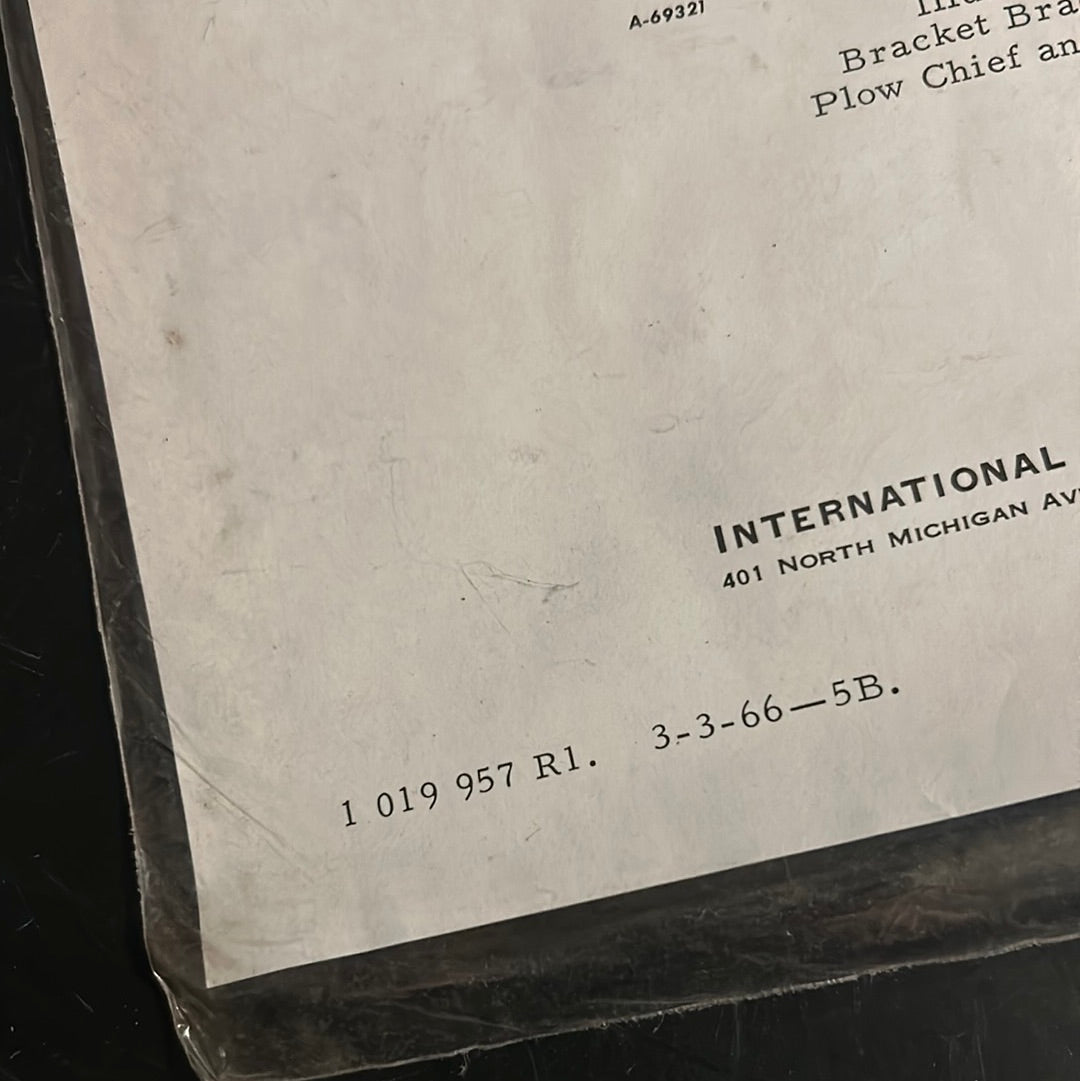 A-69321
Bracket Bra
Plow Chief an
INTERNATIONAL
401 NORTH MICHIGAN AV
1 019 957 R1. 3-3-66—5B.